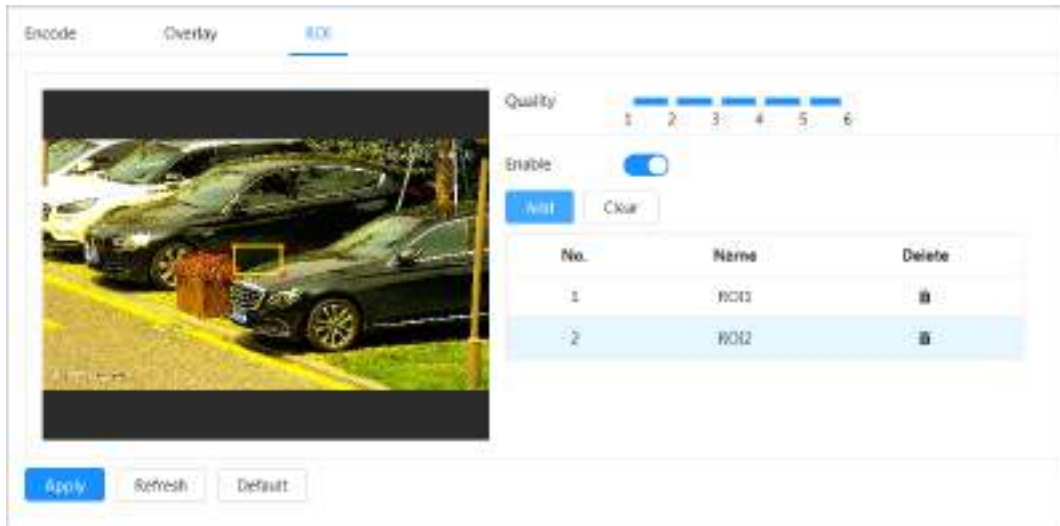 Encode Overlay ROI
Quality
1 2 3 4 5 6
Enable
Add Clear
No. Name Delete
1 ROI1
2 ROI2
Apply Refresh Default